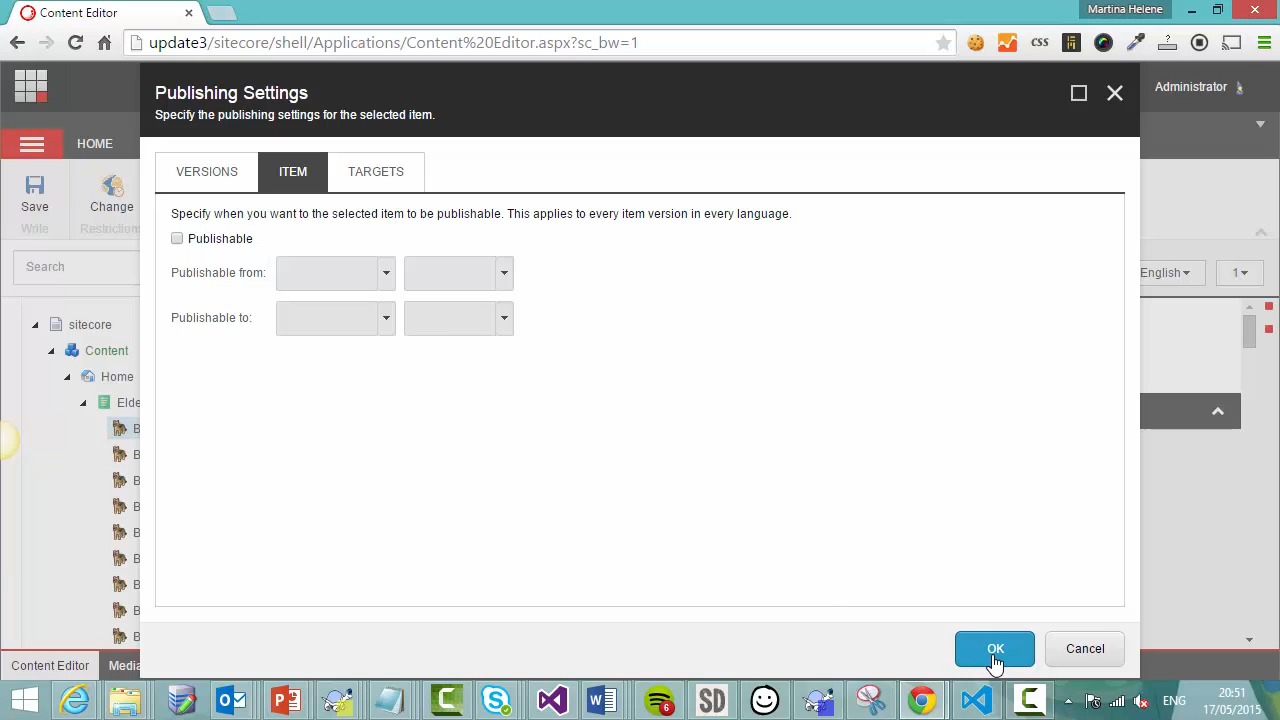 Content Editor
Martina Helene
update3/sitecore/shell/Applications/Content%20Editor.aspx?sc_bw=1
css
Publishing Settings
Specify the publishing settings for the selected item.
Administrator
HOME
VERSIONS
ITEM
TARGETS
Save
Write
Change
Restriction
Specify when you want to the selected item to be publishable. This applies to every item version in every language.
Publishable
Search
Publishable from:
English
1
Publishable to:
sitecore
Content
Home
Elde
B
B
B
B
B
B
B
B
B
OK
Cancel
Content Editor
Media
6
SD
ENG
20:51
17/05/2015